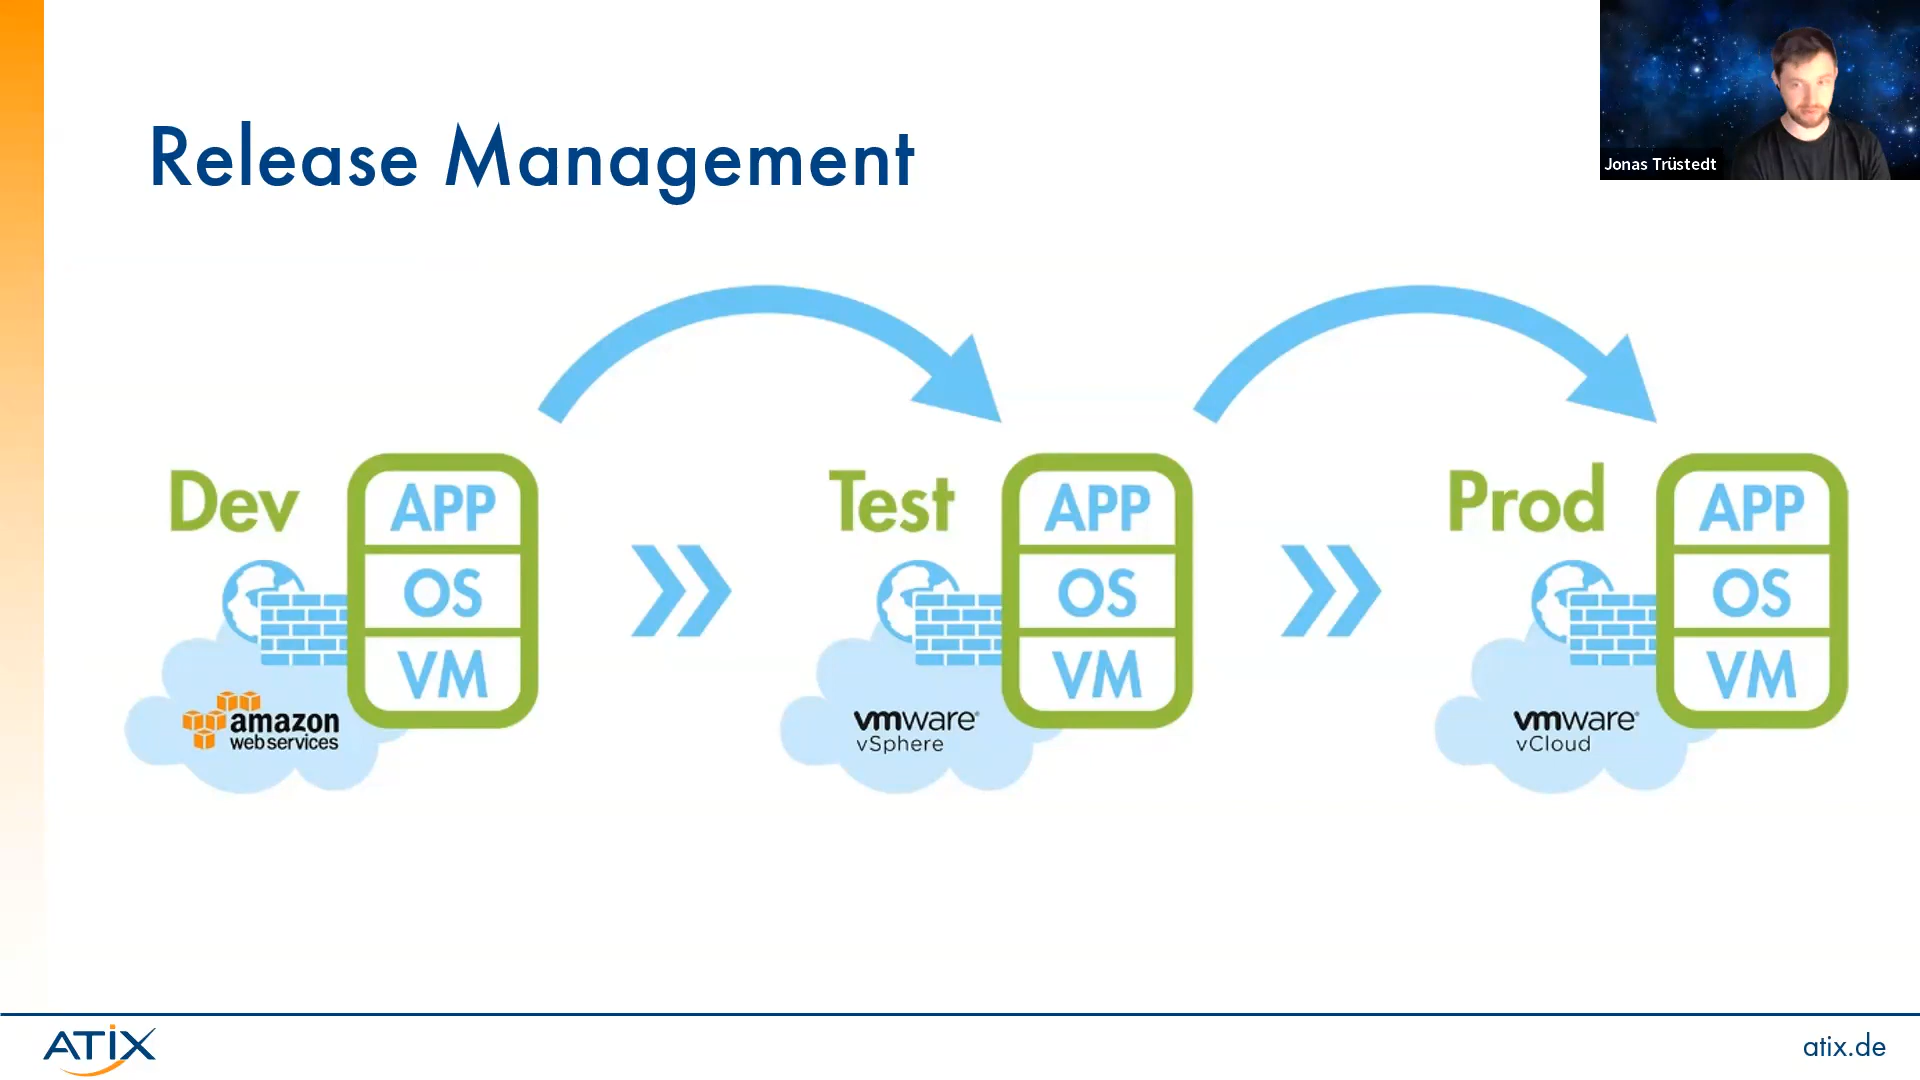 Jonas Trüstedt
Release Management
Dev
APP
OS
VM
amazon
webservices
Test
APP
OS
VM
vmware®
vSphere
Prod
APP
OS
VM
vmware®
vCloud
ATIX
atix.de